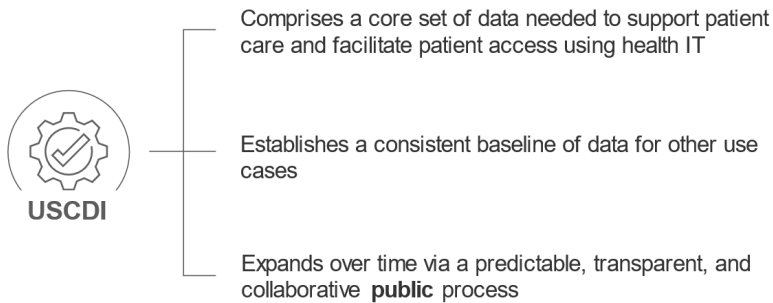 Comprises a core set of data needed to support patient
care and facilitate patient access using health IT
Establishes a consistent baseline of data for other use
cases
USCDI
Expands over time via a predictable, transparent, and
collaborative public process